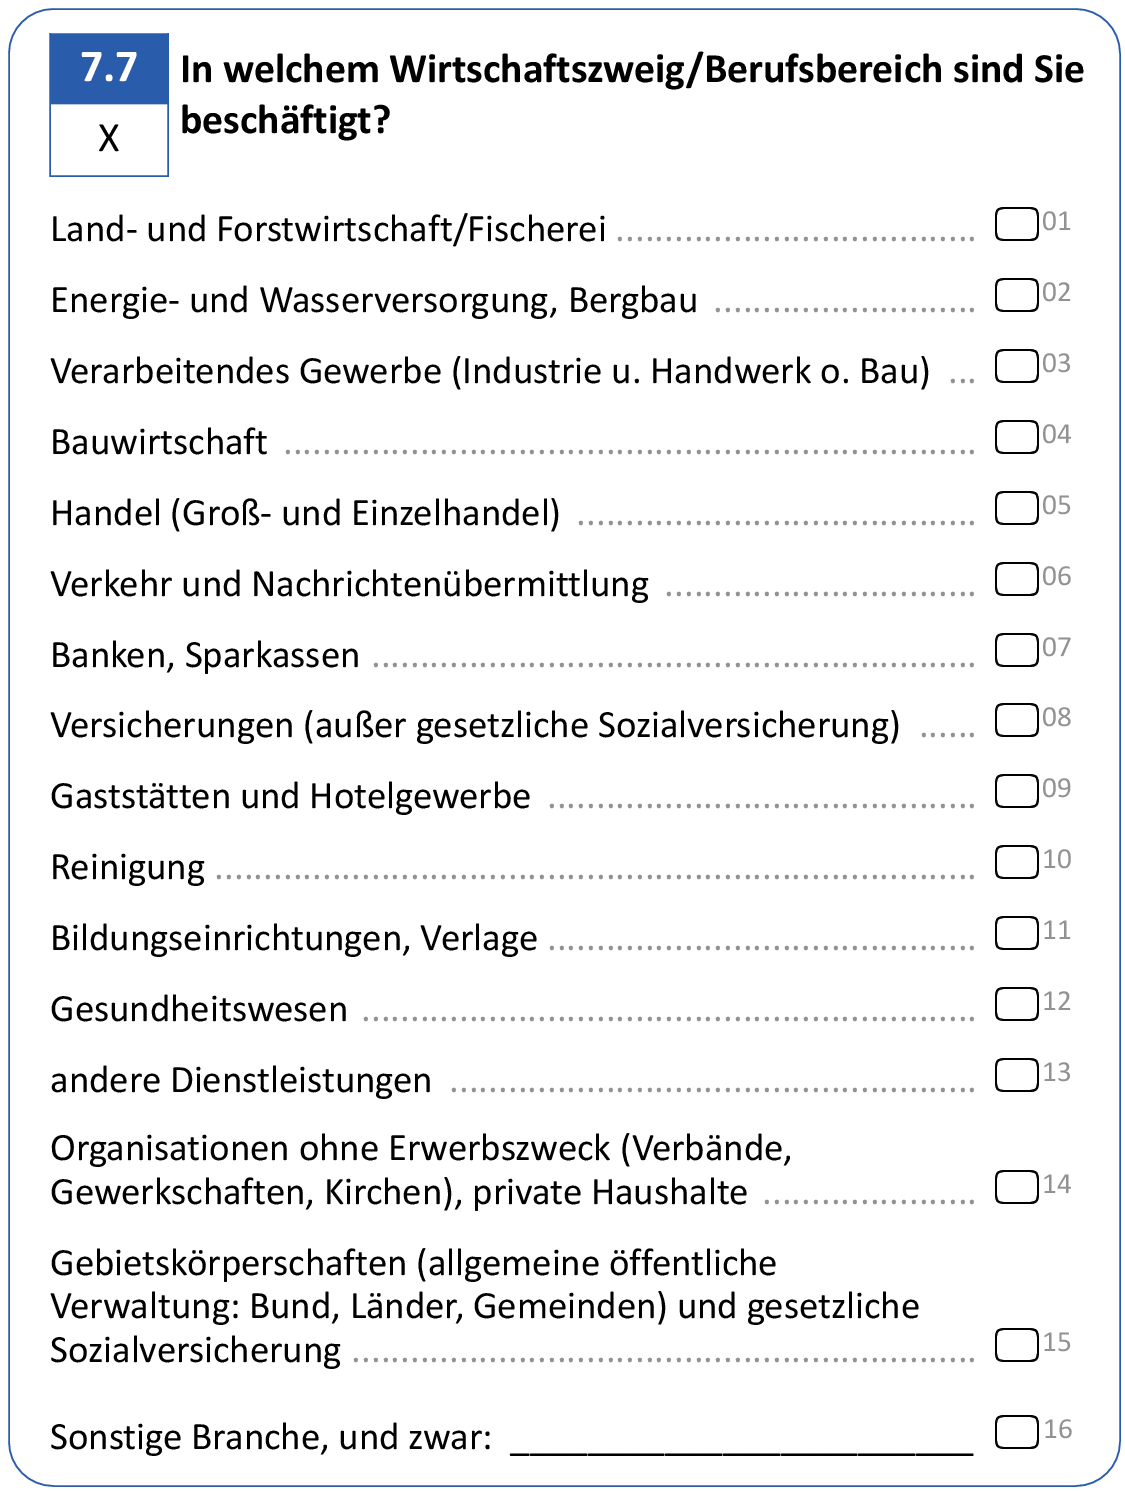 7.7
X
In welchem Wirtschaftszweig/Berufsbereich sind Sie
beschäftigt?
Land- und Forstwirtschaft/Fischerei ..................................... 01
Energie- und Wasserversorgung, Bergbau ........................... 02
Verarbeitendes Gewerbe (Industrie u. Handwerk o. Bau) ... 03
Bauwirtschaft ....................................................................... 04
Handel (Groß- und Einzelhandel) ......................................... 05
Verkehr und Nachrichtenübermittlung ................................ 06
Banken, Sparkassen .............................................................. 07
Versicherungen (außer gesetzliche Sozialversicherung) ...... 08
Gaststätten und Hotelgewerbe ............................................ 09
Reinigung .............................................................................. 10
Bildungseinrichtungen, Verlage ............................................ 11
Gesundheitswesen ............................................................... 12
andere Dienstleistungen ...................................................... 13
Organisationen ohne Erwerbszweck (Verbände,
Gewerkschaften, Kirchen), private Haushalte ...................... 14
Gebietskörperschaften (allgemeine öffentliche
Verwaltung: Bund, Länder, Gemeinden) und gesetzliche
Sozialversicherung ................................................................ 15
Sonstige Branche, und zwar: ________________________ 16